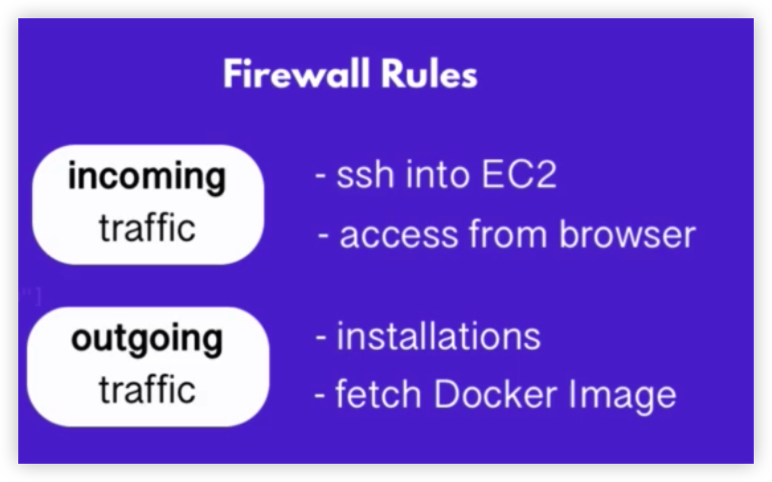 Firewall Rules
incoming
traffic
- ssh into EC2
- access from browser
"]
outgoing
traffic
- installations
- fetch Docker Image